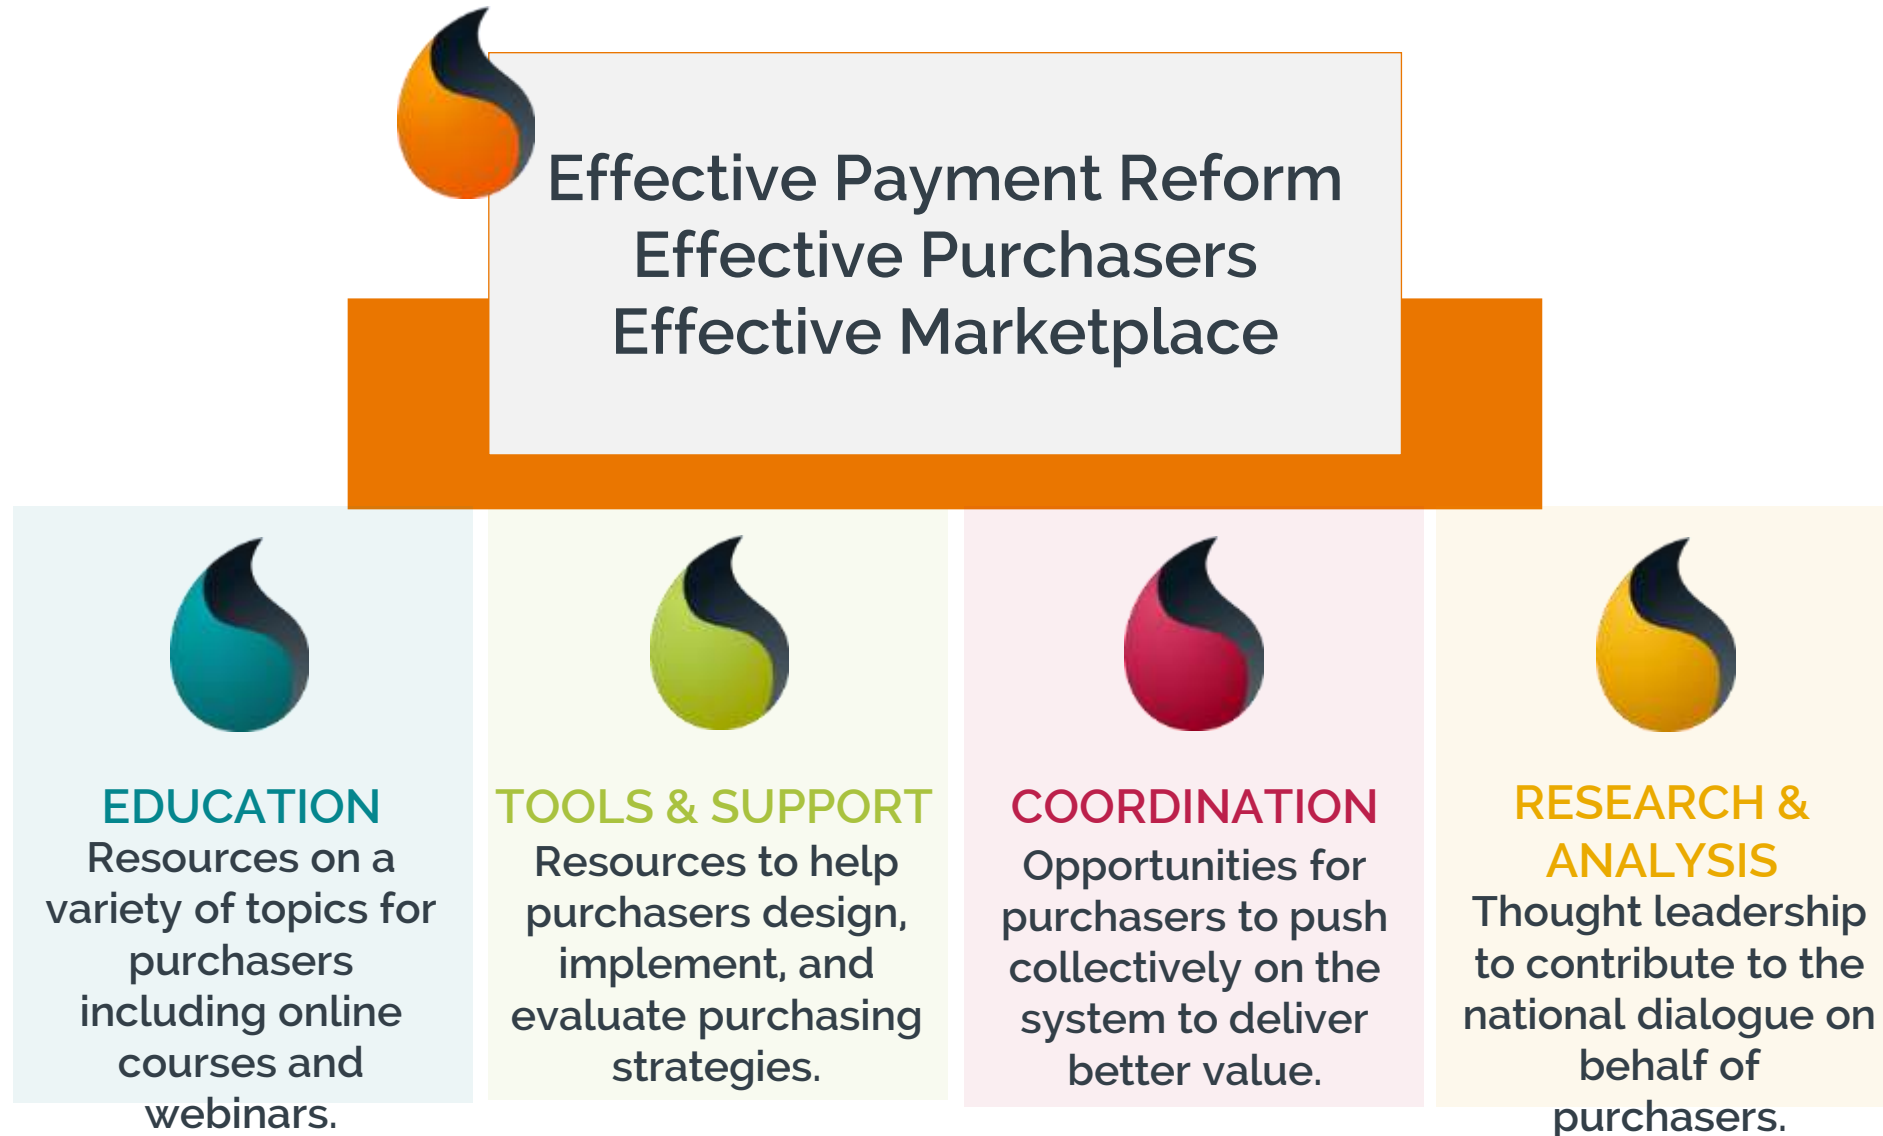 Effective Payment Reform
Effective Purchasers
Effective Marketplace
EDUCATION
Resources on a
variety of topics for
purchasers
including online
courses and
webinars.
TOOLS & SUPPORT
Resources to help
purchasers design,
implement, and
evaluate purchasing
strategies.
COORDINATION
Opportunities for
purchasers to push
collectively on the
system to deliver
better value.
RESEARCH &
ANALYSIS
Thought leadership
to contribute to the
national dialogue on
behalf of
purchasers.